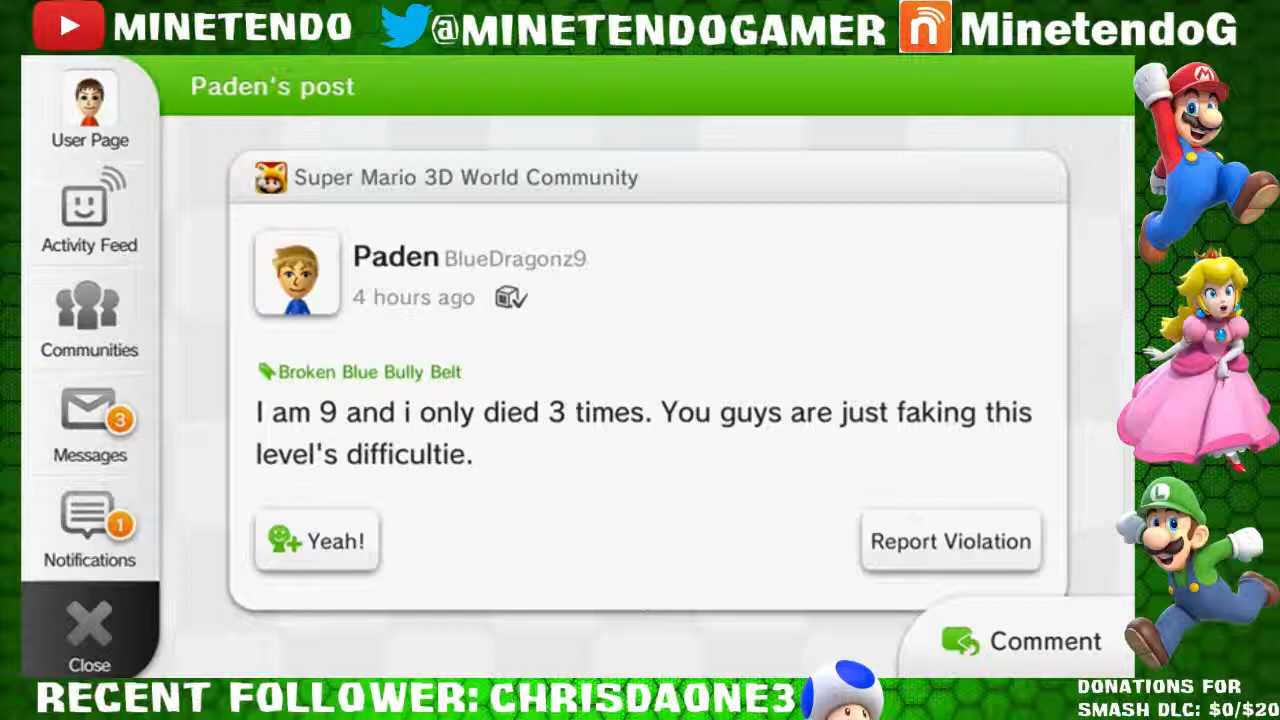 MINETENDO @MINETENDOGAMER MinetendoG
Paden's post
User Page
Super Mario 3D World Community
Activity Feed
Paden BlueDragonz9
4 hours ago
Communities
Broken Blue Bully Belt
I am 9 and i only died 3 times. You guys are just faking this
level's difficultie.
3
Messages
Yeah! Report Violation
1
Notifications
Comment
Close
RECENT FOLLOWER: CHRISDAONE3
DONATIONS FOR
SMASH DLC: $0/$20